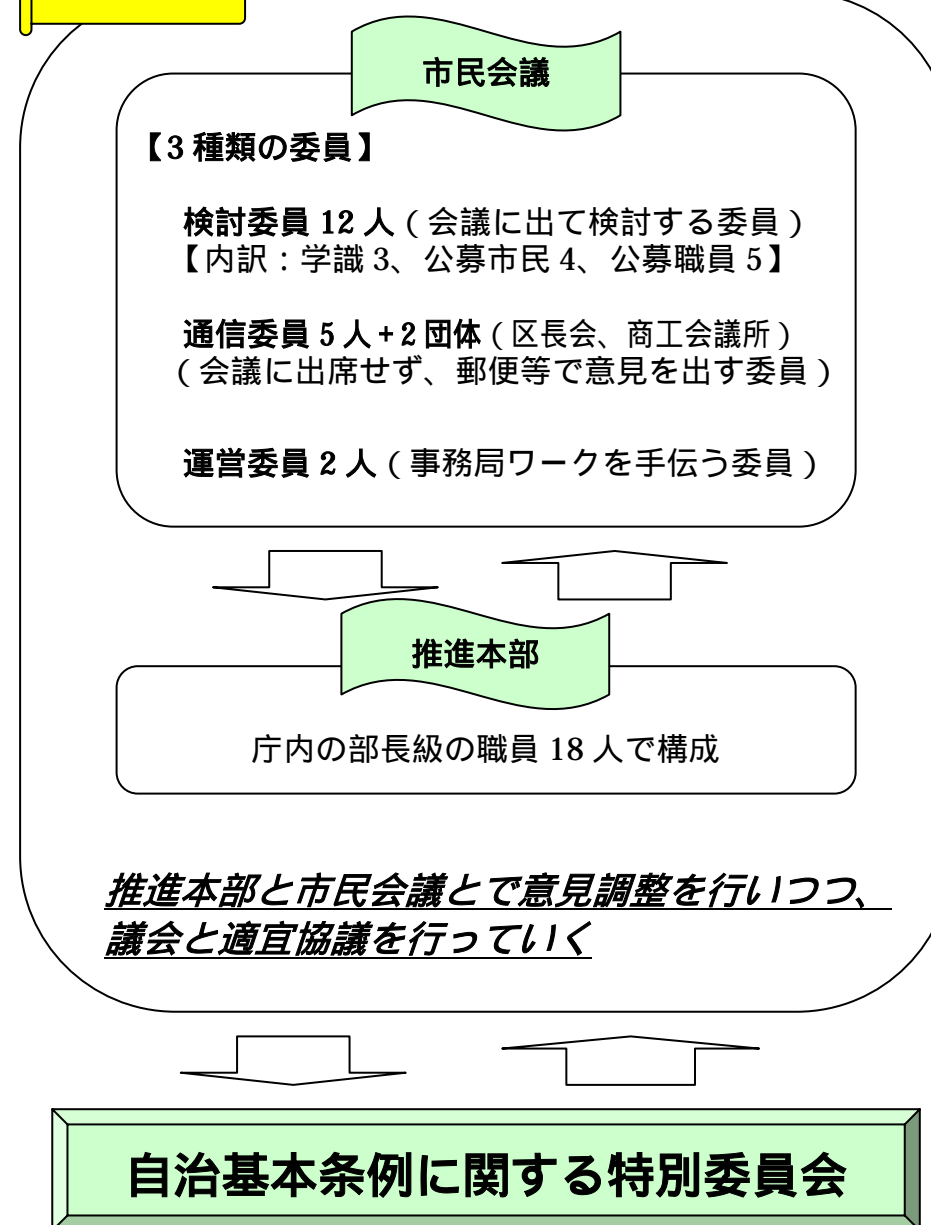 市民会議
【3種類の委員】
検討委員 12 人（会議に出て検討する委員）
【内訳：学識 3、公募市民 4、公募職員 5】
通信委員 5 人+2 団体（区長会、商工会議所）
（会議に出席せず、郵便等で意見を出す委員）
運営委員 2 人（事務局ワークを手伝う委員）
推進本部
庁内の部長級の職員 18 人で構成
推進本部と市民会議とで意見調整を行いつつ、
議会と適宜協議を行っていく
自治基本条例に関する特別委員会